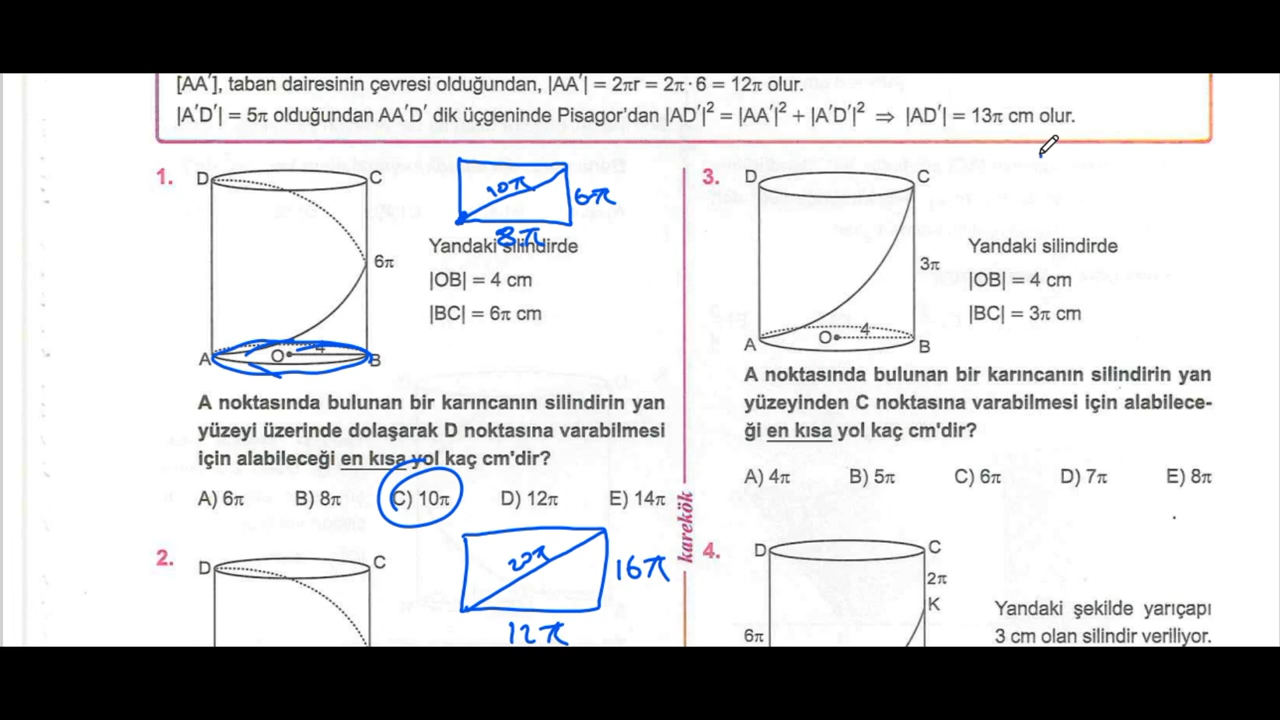 [AA′], taban dairesinin çevresi olduğundan, |AA′| = 2πr = 2π·6 = 12π olur.
|A′D′| = 5π olduğundan AA′D′ dik üçgeninde Pisagor'dan |AD′|² = |AA′|² + |A′D′|² ⇒ |AD′| = 13π cm olur.
1.
D
C
6π
A
O
4
B
10π
6π
8π
Yandaki silindirde
|OB| = 4 cm
|BC| = 6π cm
A noktasında bulunan bir karıncanın silindirin yan
yüzeyi üzerinde dolaşarak D noktasına varabilmesi
için alabileceği en kısa yol kaç cm'dir?
A) 6π B) 8π C) 10π D) 12π E) 14π
2.
D
C
20π
16π
12π
karekök
3.
D
C
3π
A
O
4
B
Yandaki silindirde
|OB| = 4 cm
|BC| = 3π cm
A noktasında bulunan bir karıncanın silindirin yan
yüzeyinden C noktasına varabilmesi için alabilece-
ği en kısa yol kaç cm'dir?
A) 4π B) 5π C) 6π D) 7π E) 8π
4.
D
C
2π
K
6π
Yandaki şekilde yarıçapı
3 cm olan silindir veriliyor.